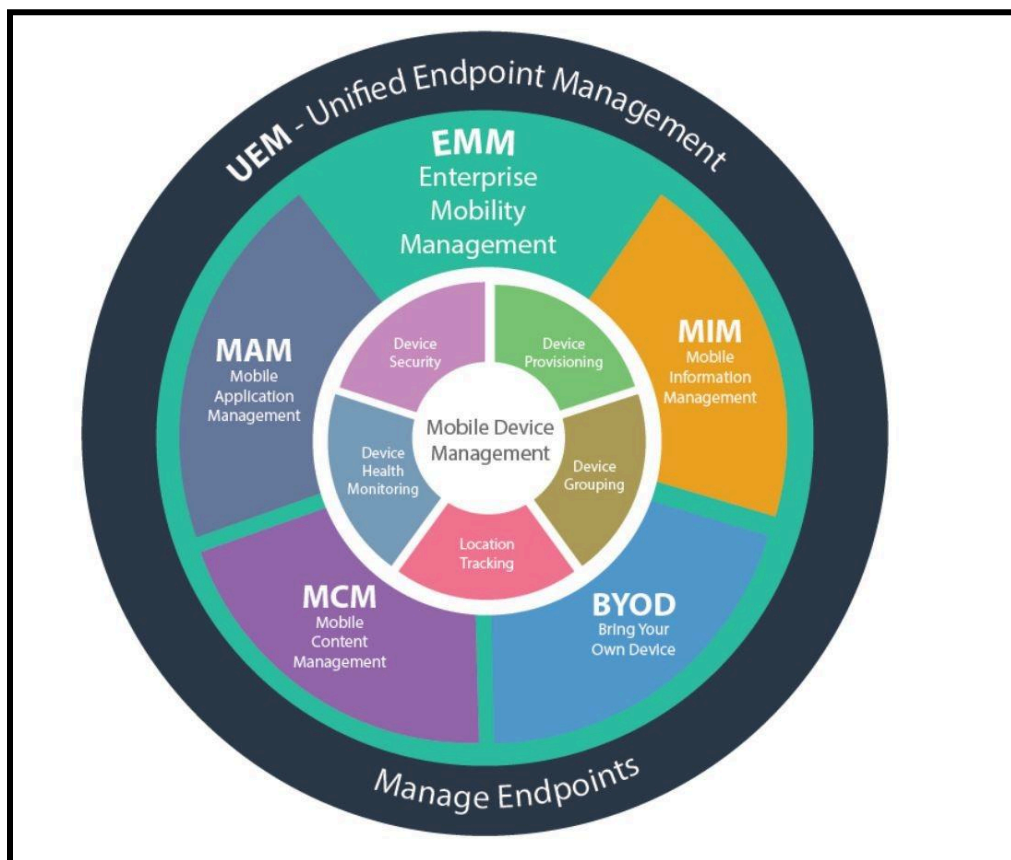 UEM - Unified Endpoint Management
EMM
Enterprise
Mobility
Management
MAM
Mobile
Application
Management
MIM
Mobile
Information
Management
Device
Security
Device
Provisioning
Mobile Device
Management
Device
Health
Monitoring
Device
Grouping
Location
Tracking
MCM
Mobile
Content
Management
BYOD
Bring Your
Own Device
Manage Endpoints